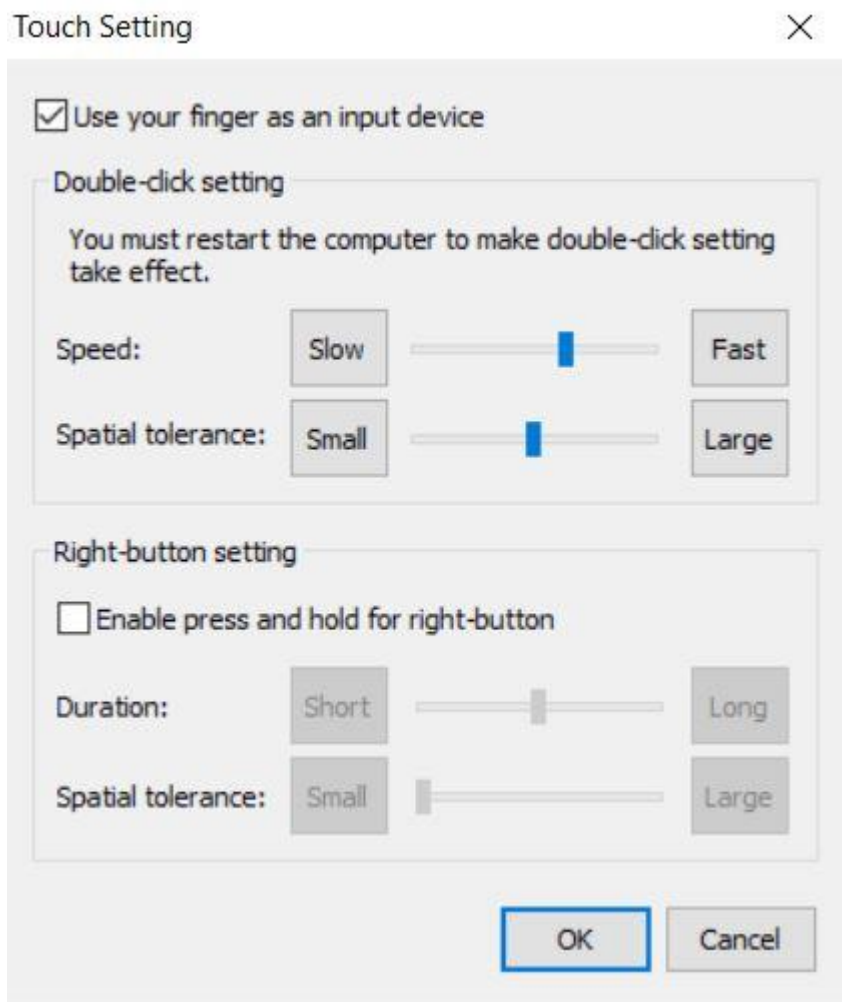 Touch Setting
Use your finger as an input device
Double-click setting
You must restart the computer to make double-click setting
take effect.
Speed: Slow Fast
Spatial tolerance: Small Large
Right-button setting
Enable press and hold for right-button
Duration: Short Long
Spatial tolerance: Small Large
OK Cancel